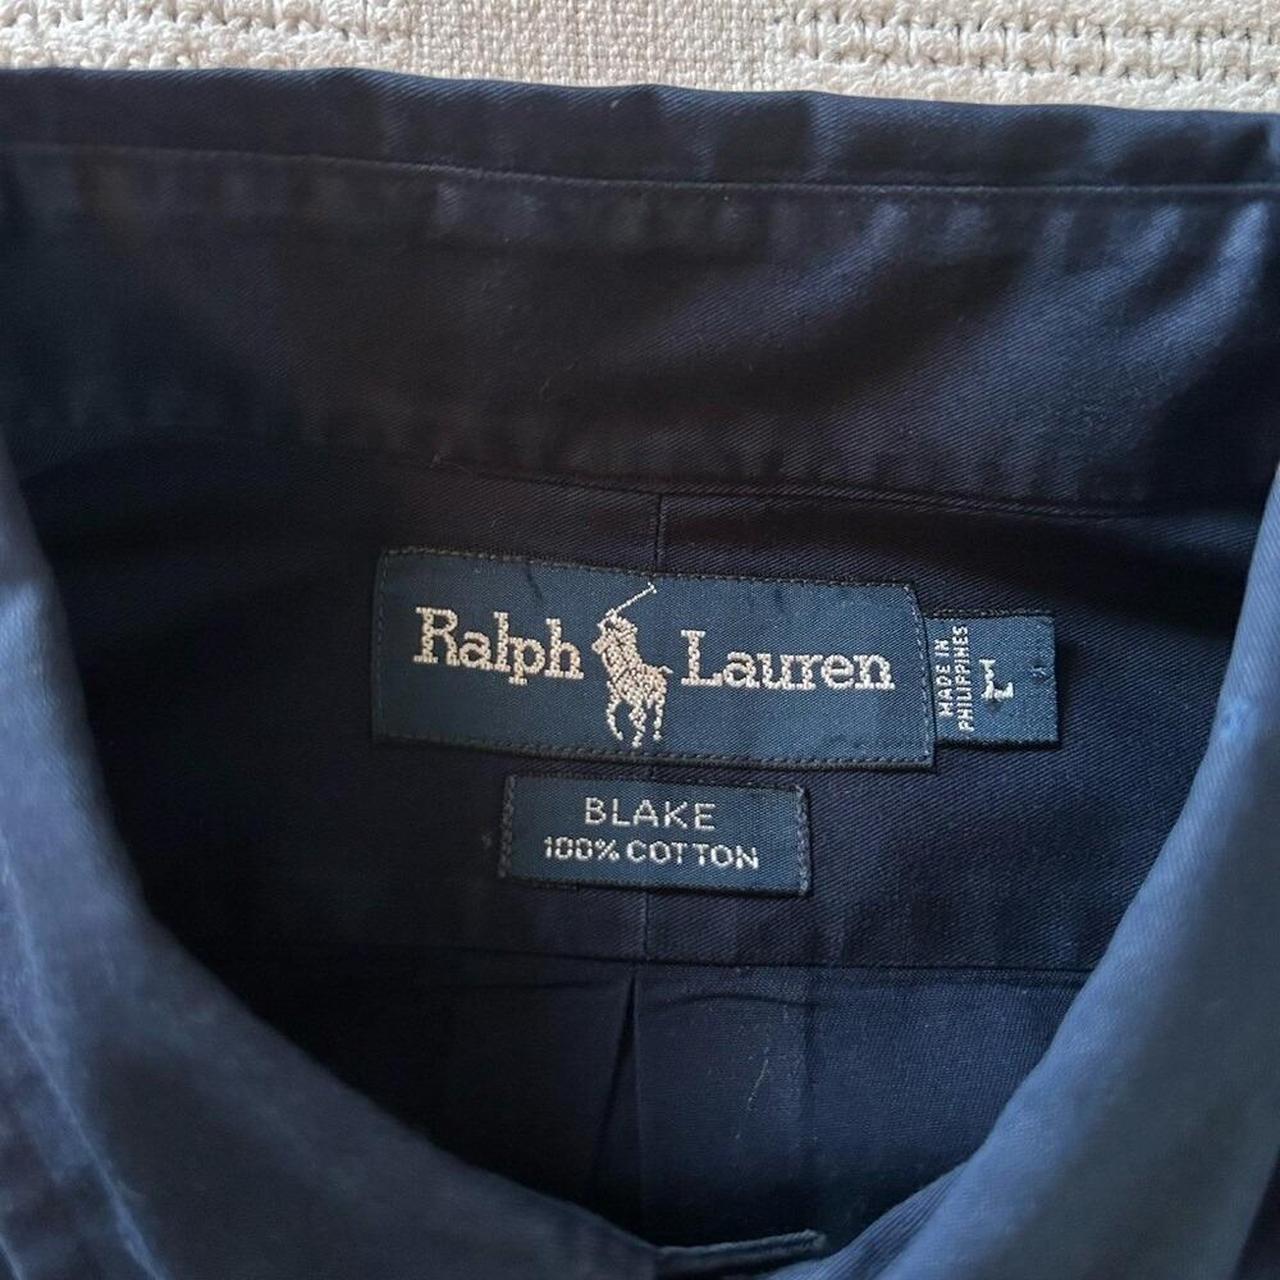 Ralph Lauren
MADE IN
PHILIPPINES
L
BLAKE
100% COTTON